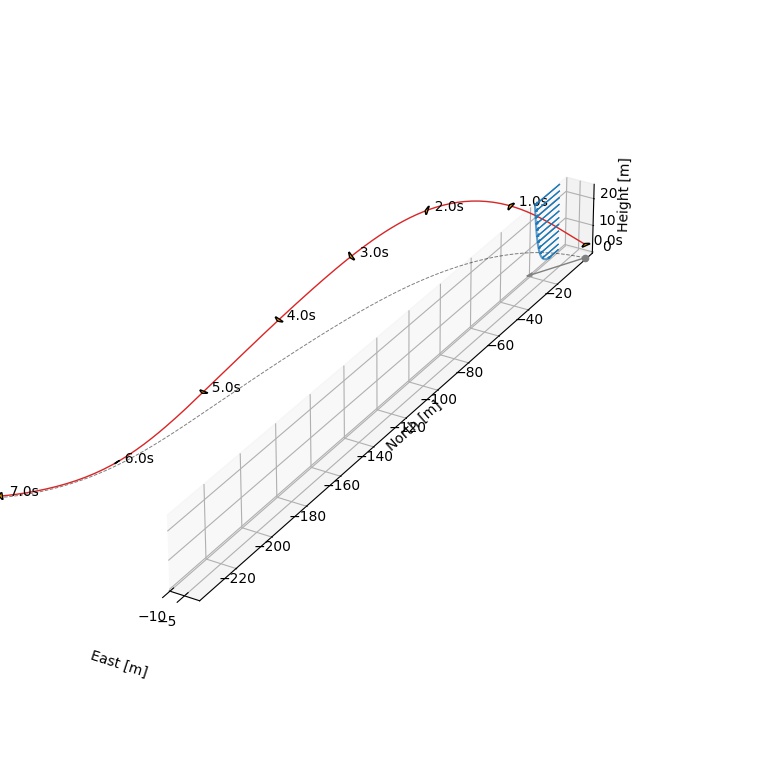 20
10
0
Height [m]
0.0s
1.0s
2.0s
3.0s
4.0s
5.0s
6.0s
7.0s
−20
−40
−60
−80
−100
−120
−140
−160
−180
−200
−220
North [m]
−10
−5
East [m]